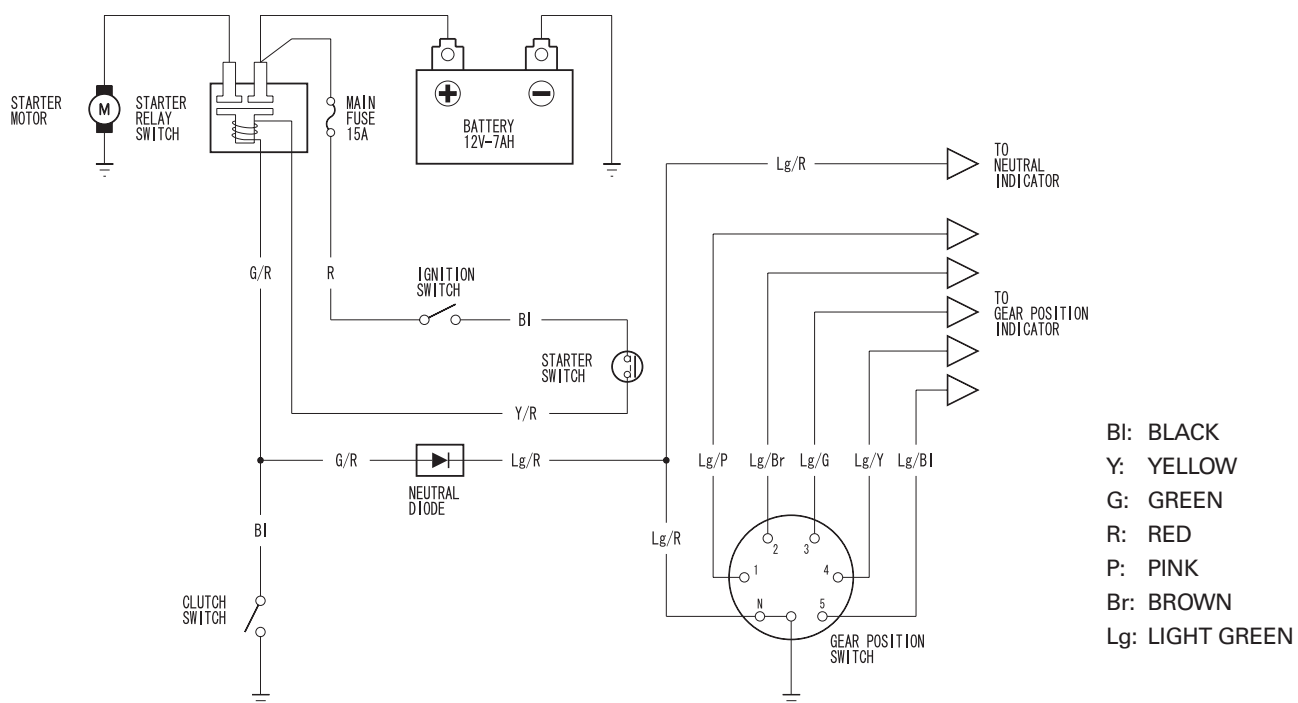 STARTER
MOTOR
M
STARTER
RELAY
SWITCH
MAIN
FUSE
15A
BATTERY
12V-7AH
Lg/R
TO
NEUTRAL
INDICATOR
G/R
R
IGNITION
SWITCH
Bl
STARTER
SWITCH
Y/R
TO
GEAR POSITION
INDICATOR
G/R
Lg/R
NEUTRAL
DIODE
Lg/P
Lg/Br
Lg/G
Lg/Y
Lg/Bl
Bl
Lg/R
CLUTCH
SWITCH
1
2
3
4
N
5
GEAR POSITION
SWITCH
Bl: BLACK
Y: YELLOW
G: GREEN
R: RED
P: PINK
Br: BROWN
Lg: LIGHT GREEN